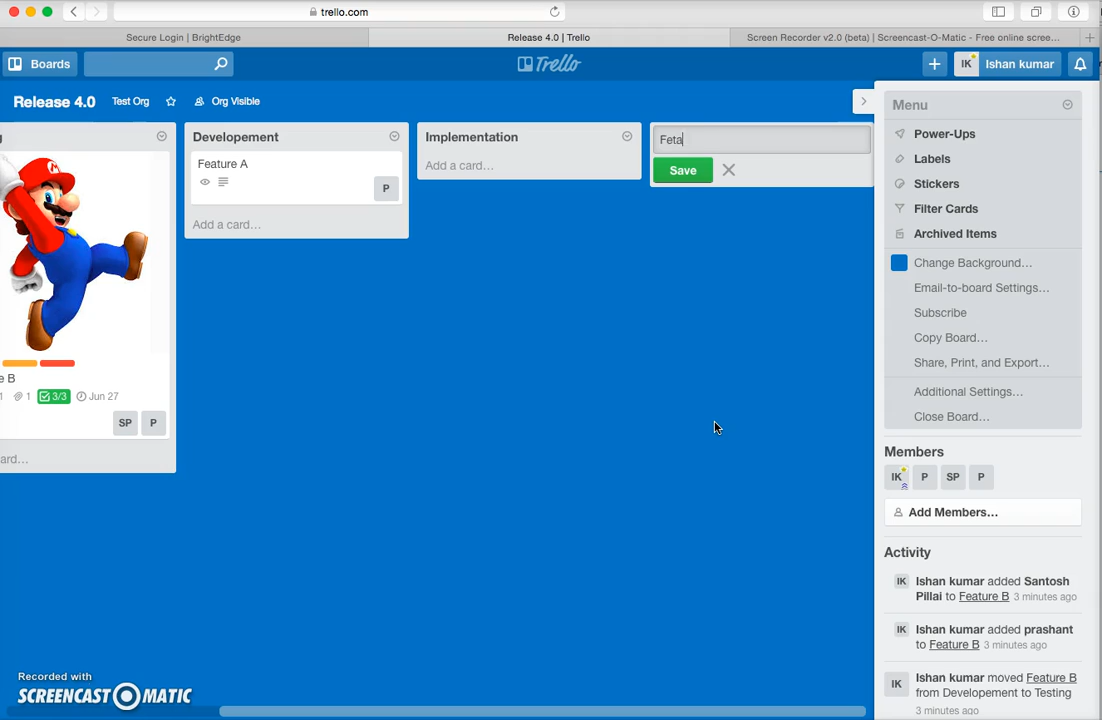 trello.com
Secure Login | BrightEdge
Release 4.0 | Trello
Screen Recorder v2.0 (beta) | Screencast-O-Matic - Free online scree...
Boards
Trello
IK Ishan kumar
Release 4.0 Test Org Org Visible
g
e B
1 1 3/3 Jun 27
SP P
ard...
Developement
Feature A
P
Add a card...
Implementation
Add a card...
Feta
Save
Menu
Power-Ups
Labels
Stickers
Filter Cards
Archived Items
Change Background...
Email-to-board Settings...
Subscribe
Copy Board...
Share, Print, and Export...
Additional Settings...
Close Board...
Members
IK P SP P
Add Members...
Activity
IK Ishan kumar added Santosh
Pillai to Feature B 3 minutes ago
IK Ishan kumar added prashant
to Feature B 3 minutes ago
IK Ishan kumar moved Feature B
from Developement to Testing
3 minutes ago
Recorded with
SCREENCAST-O-MATIC